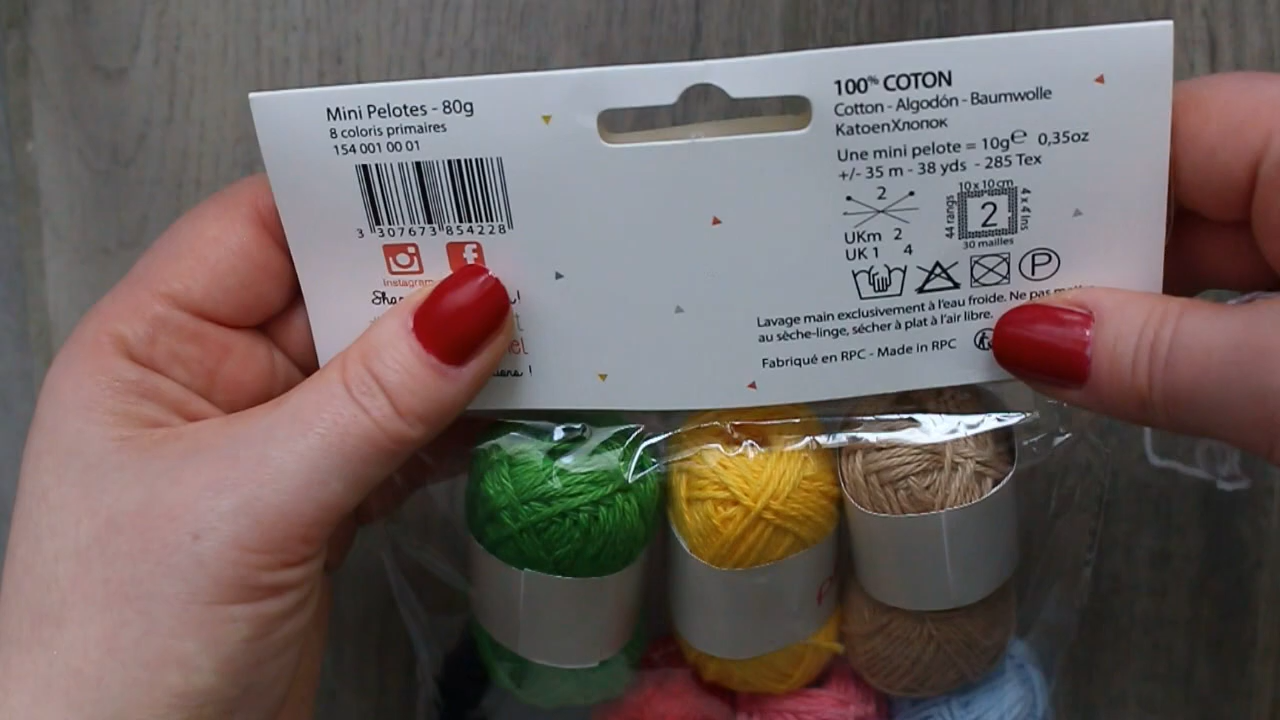 Mini Pelotes - 80g
8 coloris primaires
154 001 00 01
3 307673 854228
Instagram
100% COTON
Cotton - Algodón - Baumwolle
KatoenХлопок
Une mini pelote = 10g℮ 0,35oz
+/- 35 m - 38 yds - 285 Tex
2
UKm 2
UK 1 4
10 x 10 cm
44 rangs
2
4 x 4 Ins
30 mailles
P
Lavage main exclusivement à l'eau froide. Ne pas
au sèche-linge, sécher à plat à l'air libre.
Fabriqué en RPC - Made in RPC